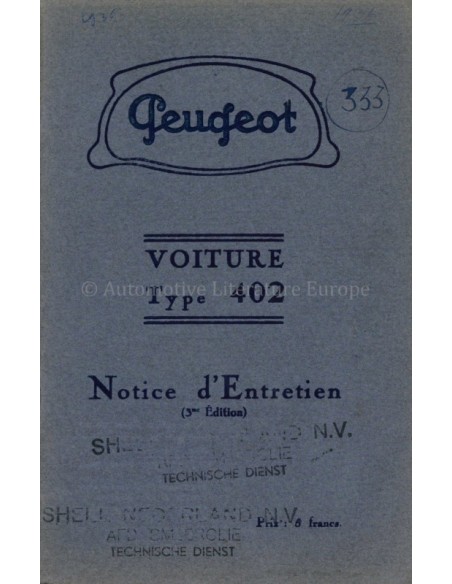 Peugeot
333
VOITURE
Type 402
© Automotive Literature Europe
Notice d'Entretien
(3me Édition)
N.V.
TECHNISCHE DIENST
SHELL NEDERLAND N.V.
Prix : 8 francs.
TECHNISCHE DIENST